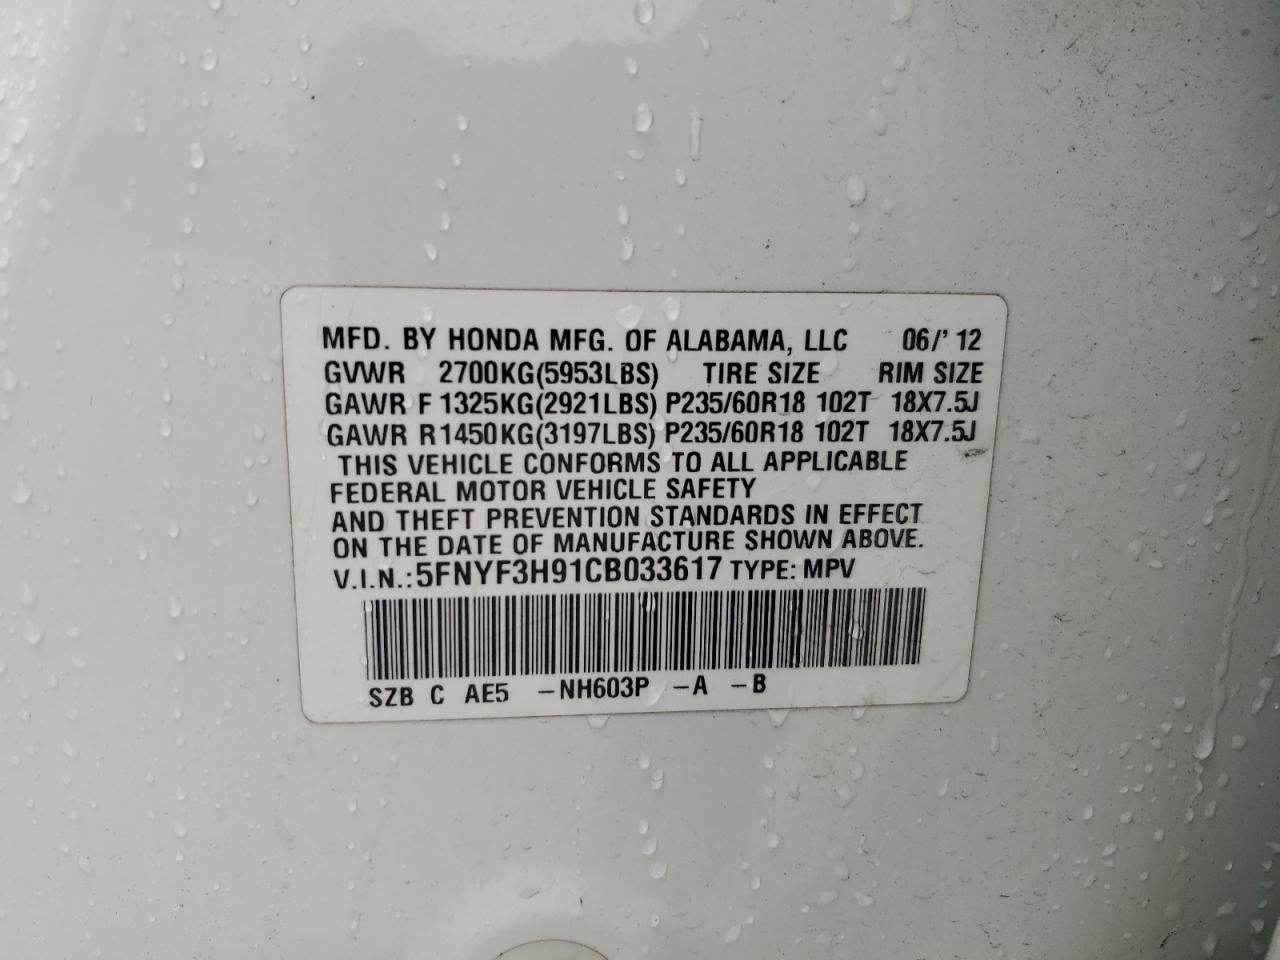 MFD. BY HONDA MFG. OF ALABAMA, LLC 06/' 12
GVWR 2700KG(5953LBS) TIRE SIZE RIM SIZE
GAWR F 1325KG(2921LBS) P235/60R18 102T 18X7.5J
GAWR R1450KG(3197LBS) P235/60R18 102T 18X7.5J
THIS VEHICLE CONFORMS TO ALL APPLICABLE
FEDERAL MOTOR VEHICLE SAFETY
AND THEFT PREVENTION STANDARDS IN EFFECT
ON THE DATE OF MANUFACTURE SHOWN ABOVE.
V.I.N.:5FNYF3H91CB033617 TYPE: MPV
SZB C AE5 -NH603P -A -B